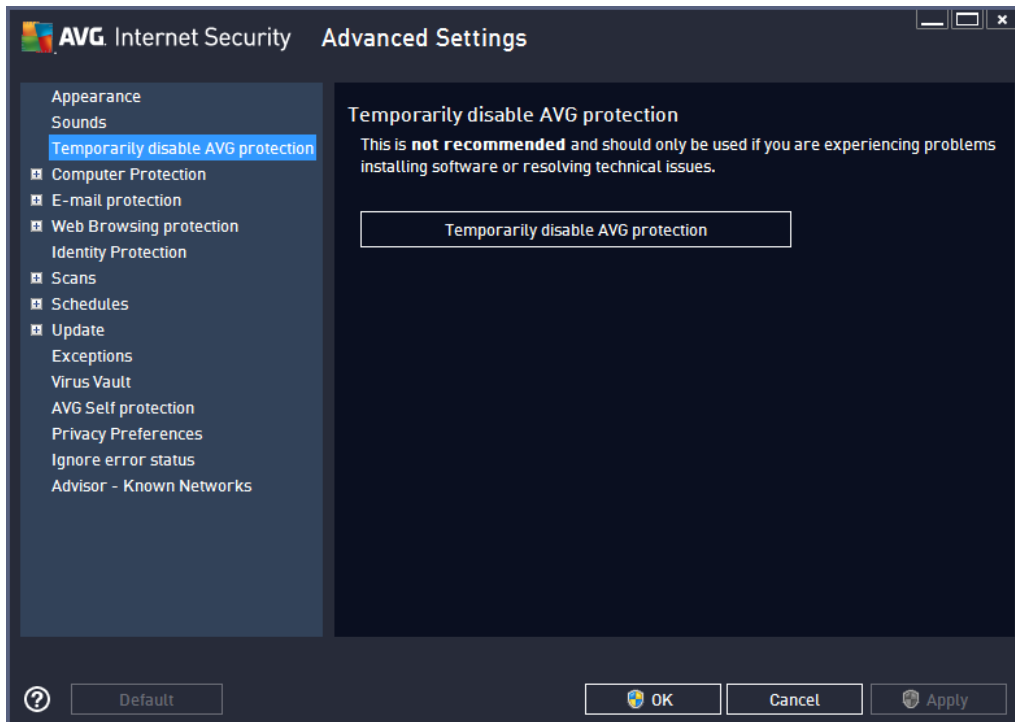 AVG. Internet Security Advanced Settings
Appearance
Sounds
Temporarily disable AVG protection
Computer Protection
E-mail protection
Web Browsing protection
Identity Protection
Scans
Schedules
Update
Exceptions
Virus Vault
AVG Self protection
Privacy Preferences
Ignore error status
Advisor - Known Networks
Temporarily disable AVG protection
This is not recommended and should only be used if you are experiencing problems
installing software or resolving technical issues.
Temporarily disable AVG protection
Default
OK
Cancel
Apply